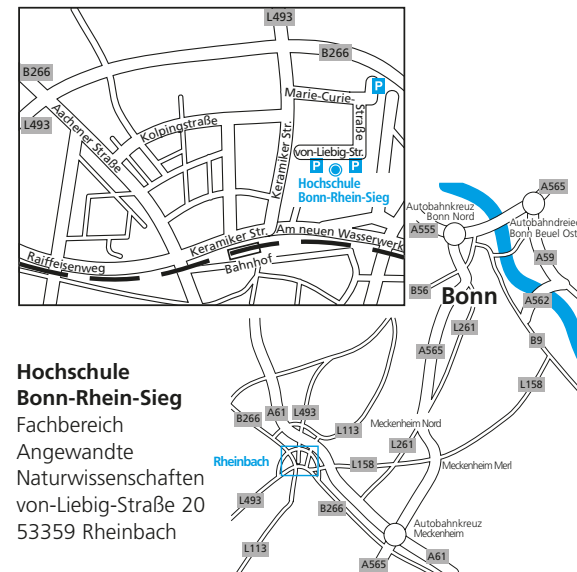 L493
B266
B266
L493
Marie-Curie-
Straße
P
Aachener Straße
Kolpingstraße
Keramiker Str.
von-Liebig-Str.
P
P
Hochschule
Bonn-Rhein-Sieg
Keramiker Str.
Am neuen Wasserwerk
Raiffeisenweg
Bahnhof
A565
Autobahnkreuz
Bonn Nord
Autobahndreieck
Bonn Beuel Ost
A555
A59
B56
Bonn
A562
L261
B9
A565
L158
Hochschule
Bonn-Rhein-Sieg
Fachbereich
Angewandte
Naturwissenschaften
von-Liebig-Straße 20
53359 Rheinbach
B266
A61
L493
L113
Meckenheim Nord
L261
Rheinbach
L158
Meckenheim Merl
L493
B266
L113
Autobahnkreuz
Meckenheim
A565
A61